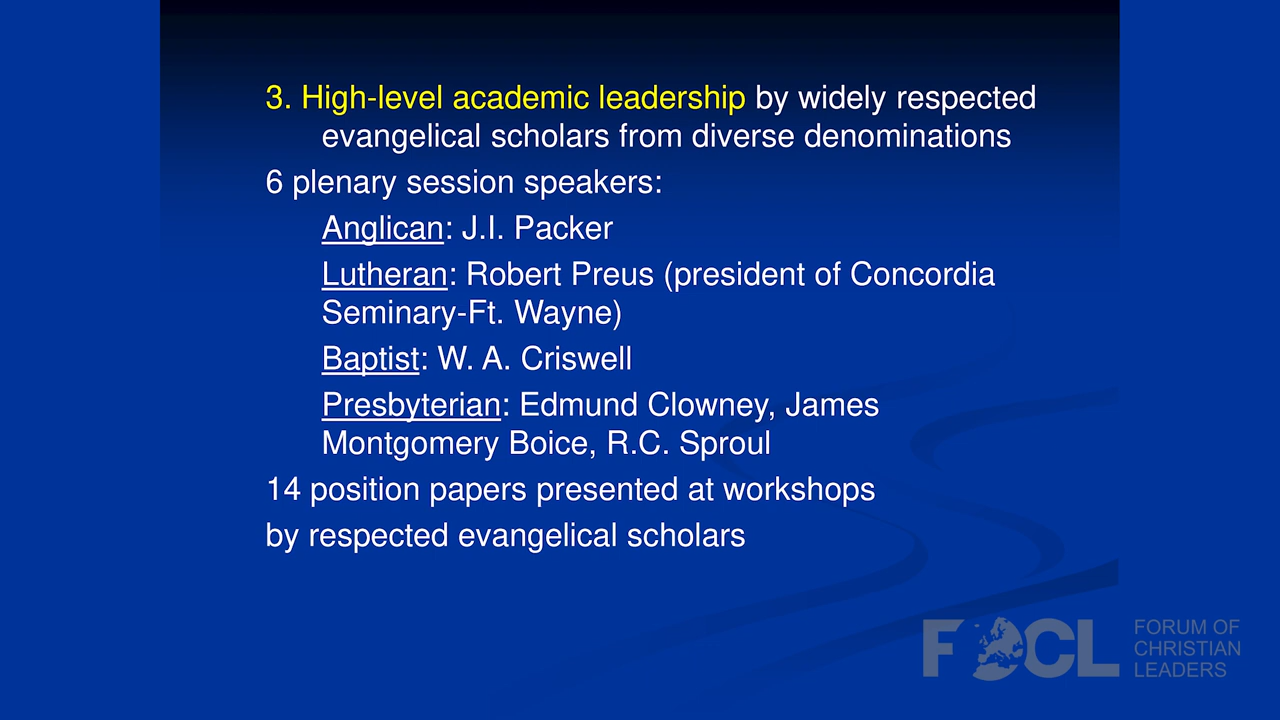 3. High-level academic leadership by widely respected
evangelical scholars from diverse denominations
6 plenary session speakers:
Anglican: J.I. Packer
Lutheran: Robert Preus (president of Concordia
Seminary-Ft. Wayne)
Baptist: W. A. Criswell
Presbyterian: Edmund Clowney, James
Montgomery Boice, R.C. Sproul
14 position papers presented at workshops
by respected evangelical scholars
FOCL
FORUM OF
CHRISTIAN
LEADERS